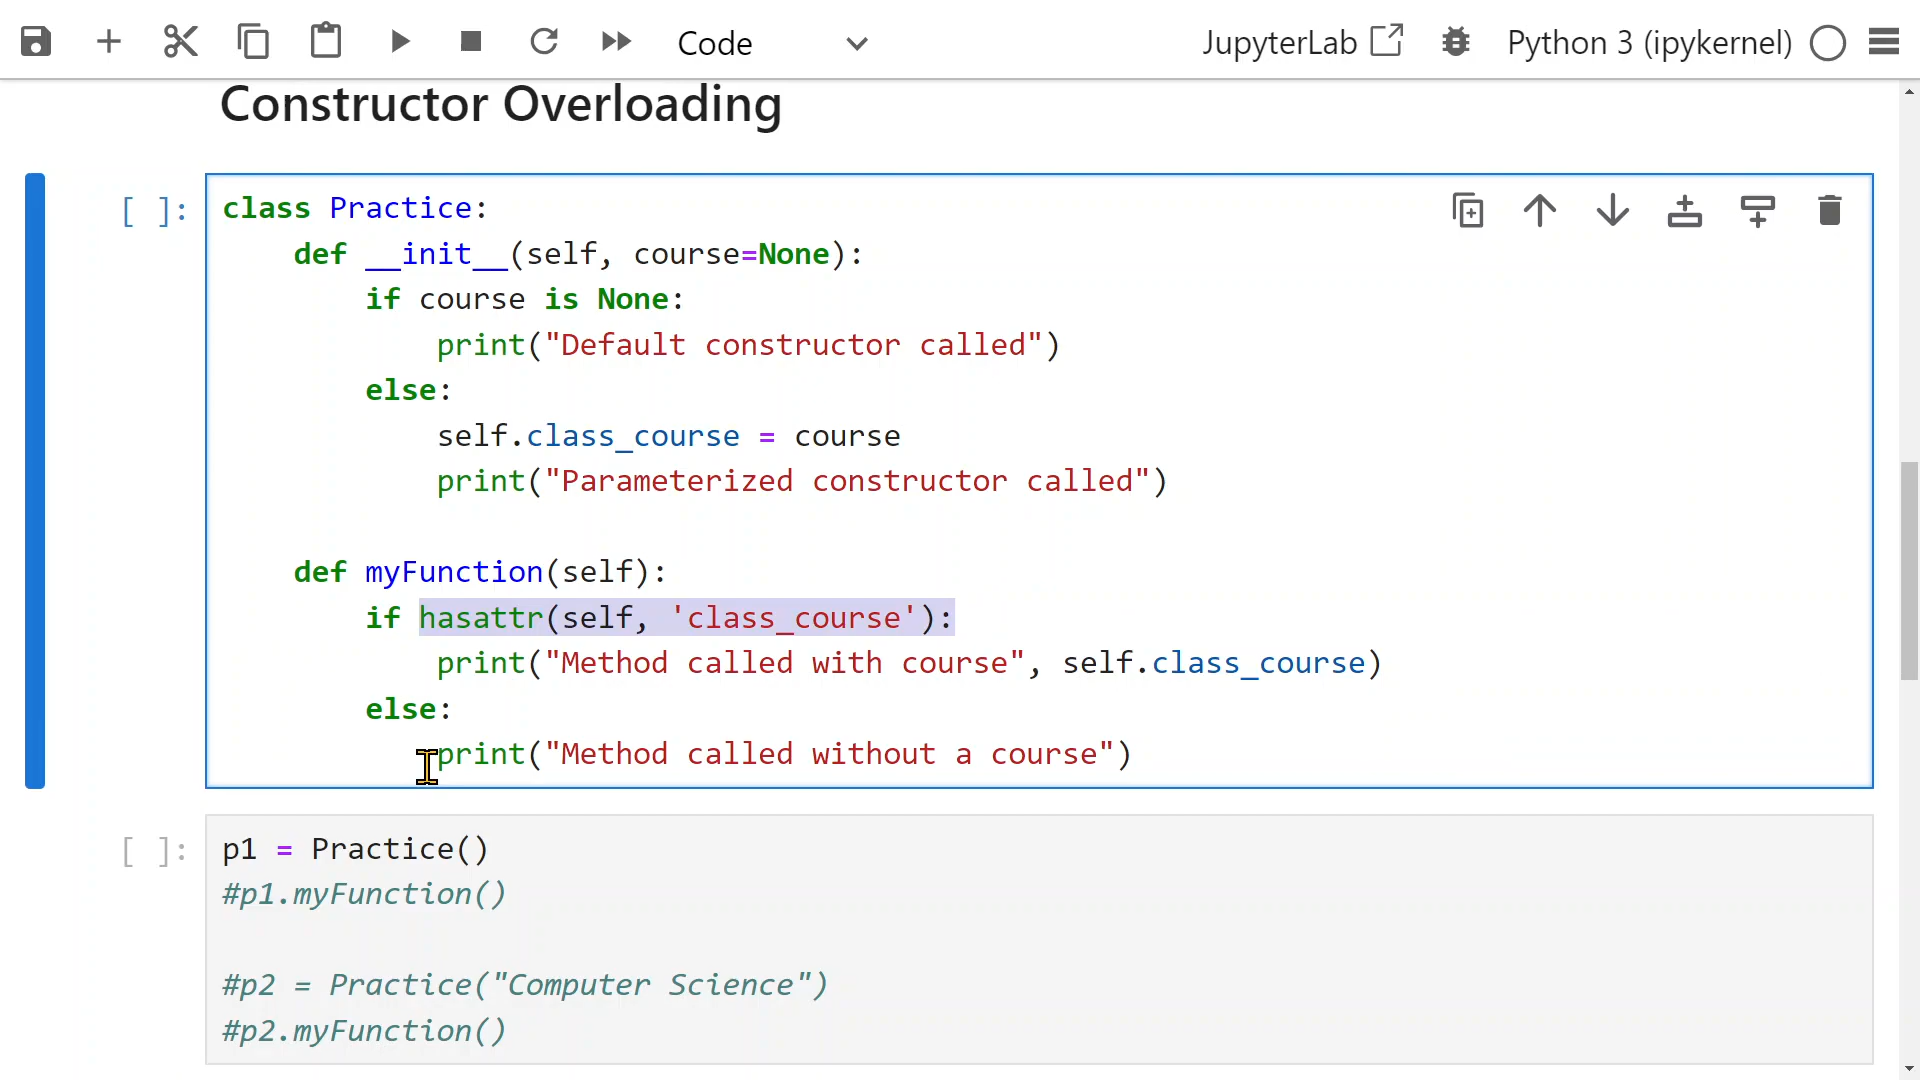 Code
JupyterLab
Python 3 (ipykernel)
Constructor Overloading
[ ]:
class Practice:
    def __init__(self, course=None):
        if course is None:
            print("Default constructor called")
        else:
            self.class_course = course
            print("Parameterized constructor called")
    def myFunction(self):
        if hasattr(self, 'class_course'):
            print("Method called with course", self.class_course)
        else:
            print("Method called without a course")
[ ]:
p1 = Practice()
#p1.myFunction()
#p2 = Practice("Computer Science")
#p2.myFunction()